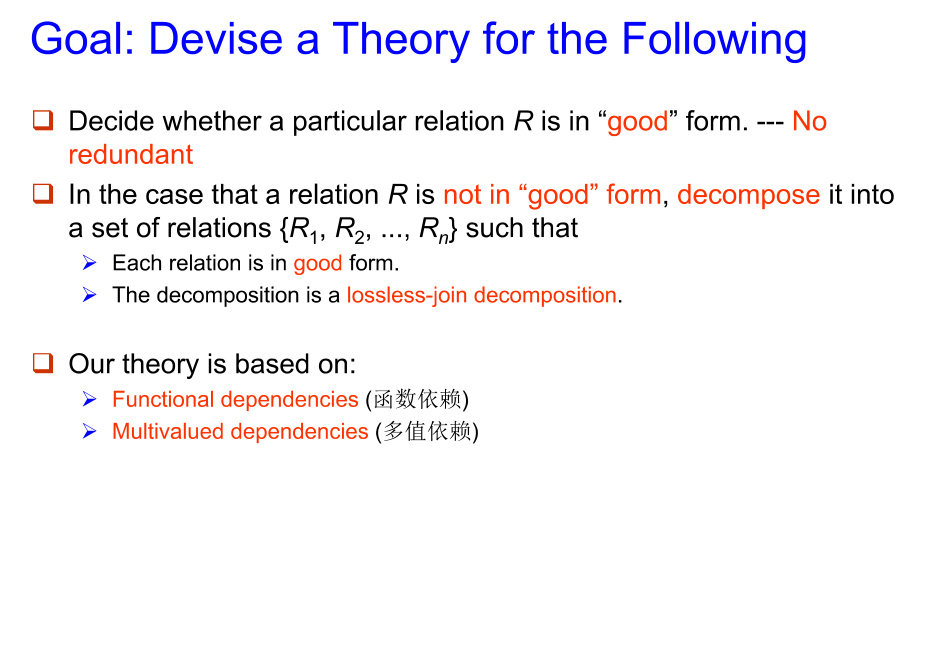 Goal: Devise a Theory for the Following
Decide whether a particular relation R is in “good” form. --- No
redundant
In the case that a relation R is not in “good” form, decompose it into
a set of relations {R1, R2, ..., Rn} such that
Each relation is in good form.
The decomposition is a lossless-join decomposition.
Our theory is based on:
Functional dependencies (函数依赖)
Multivalued dependencies (多值依赖)